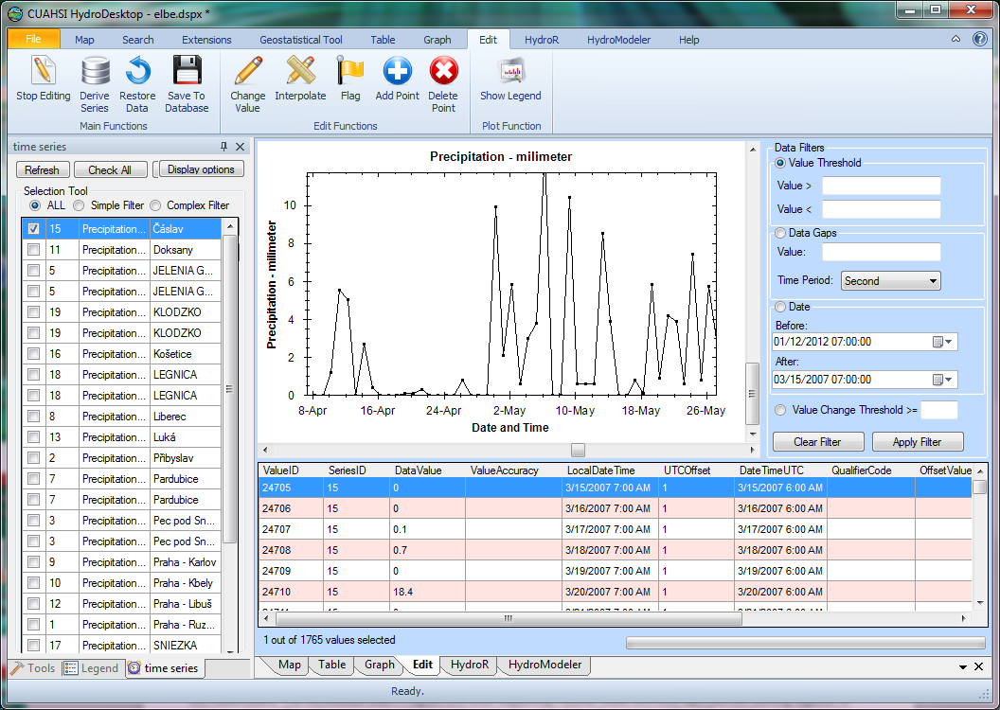 CUAHSI HydroDesktop - elbe.dspx *
File Map Search Extensions Geostatistical Tool Table Graph Edit HydroR HydroModeler Help
Stop Editing Derive Series Restore Data Save To Database Change Value Interpolate Flag Add Point Delete Point Show Legend
Main Functions Edit Functions Plot Function
time series
Refresh Check All Display options
Selection Tool
ALL Simple Filter Complex Filter
15 Precipitation... Čáslav
11 Precipitation... Doksany
5 Precipitation... JELENIA G...
5 Precipitation... JELENIA G...
19 Precipitation... KLODZKO
19 Precipitation... KLODZKO
16 Precipitation... Košetice
18 Precipitation... LEGNICA
18 Precipitation... LEGNICA
8 Precipitation... Liberec
13 Precipitation... Luká
2 Precipitation... Přibyslav
7 Precipitation... Pardubice
7 Precipitation... Pardubice
3 Precipitation... Pec pod Sn...
3 Precipitation... Pec pod Sn...
9 Precipitation... Praha - Karlov
10 Precipitation... Praha - Kbely
12 Precipitation... Praha - Libuš
1 Precipitation... Praha - Ruz...
17 Precipitation... SNIEZKA
Tools Legend time series
Precipitation - milimeter
Precipitation - milimeter
10
8
6
4
2
0
8-Apr 16-Apr 24-Apr 2-May 10-May 18-May 26-May
Date and Time
Data Filters
Value Threshold
Value >
Value <
Data Gaps
Value:
Time Period: Second
Date
Before:
01/12/2012 07:00:00
After:
03/15/2007 07:00:00
Value Change Threshold >=
Clear Filter Apply Filter
ValueID SeriesID DataValue ValueAccuracy LocalDateTime UTCOffset DateTimeUTC QualifierCode OffsetValue
24705 15 0 3/15/2007 7:00 AM 1 3/15/2007 6:00 AM
24706 15 0 3/16/2007 7:00 AM 1 3/16/2007 6:00 AM
24707 15 0.1 3/17/2007 7:00 AM 1 3/17/2007 6:00 AM
24708 15 0.7 3/18/2007 7:00 AM 1 3/18/2007 6:00 AM
24709 15 0 3/19/2007 7:00 AM 1 3/19/2007 6:00 AM
24710 15 18.4 3/20/2007 7:00 AM 1 3/20/2007 6:00 AM
1 out of 1765 values selected
Map Table Graph Edit HydroR HydroModeler
Ready.